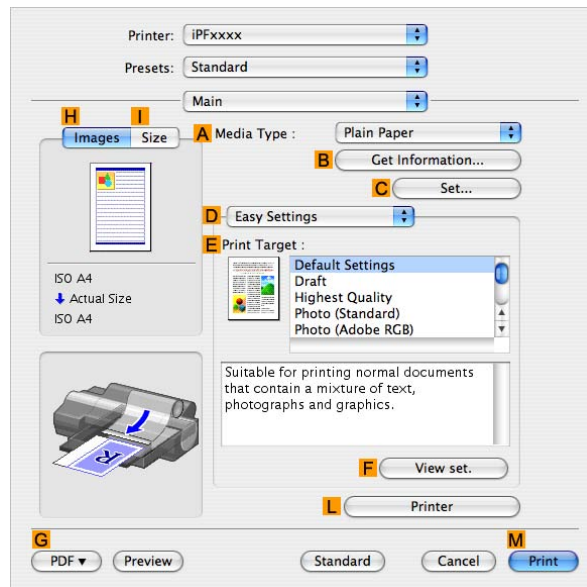 Printer: iPFxxxx
Presets: Standard
Main
H I
Images Size
A Media Type : Plain Paper
B Get Information...
C Set...
D Easy Settings
E Print Target :
Default Settings
Draft
Highest Quality
Photo (Standard)
Photo (Adobe RGB)
ISO A4
Actual Size
ISO A4
Suitable for printing normal documents
that contain a mixture of text,
photographs and graphics.
R
F View set.
L Printer
G M
PDF ▼ Preview Standard Cancel Print